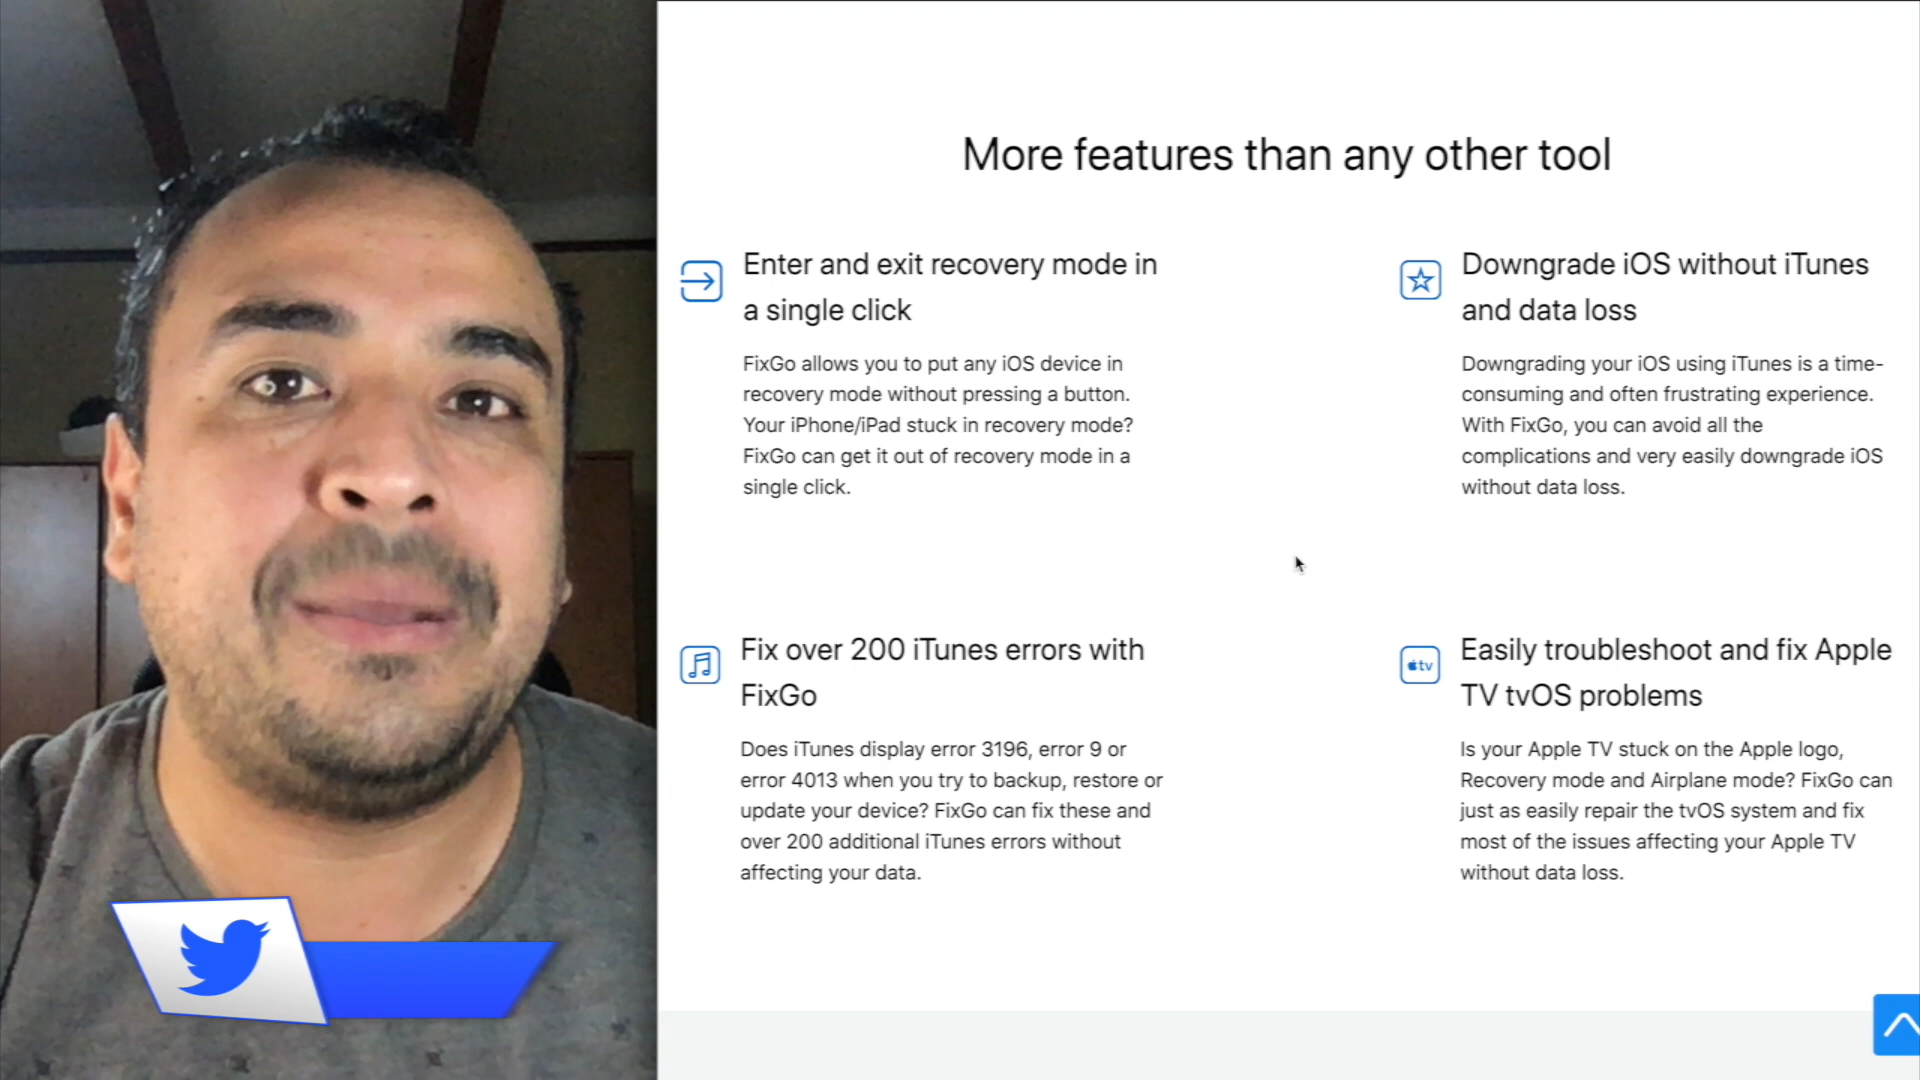 More features than any other tool
Enter and exit recovery mode in
a single click
FixGo allows you to put any iOS device in
recovery mode without pressing a button.
Your iPhone/iPad stuck in recovery mode?
FixGo can get it out of recovery mode in a
single click.
Downgrade iOS without iTunes
and data loss
Downgrading your iOS using iTunes is a time-
consuming and often frustrating experience.
With FixGo, you can avoid all the
complications and very easily downgrade iOS
without data loss.
Fix over 200 iTunes errors with
FixGo
Does iTunes display error 3196, error 9 or
error 4013 when you try to backup, restore or
update your device? FixGo can fix these and
over 200 additional iTunes errors without
affecting your data.
tv
Easily troubleshoot and fix Apple
TV tvOS problems
Is your Apple TV stuck on the Apple logo,
Recovery mode and Airplane mode? FixGo can
just as easily repair the tvOS system and fix
most of the issues affecting your Apple TV
without data loss.